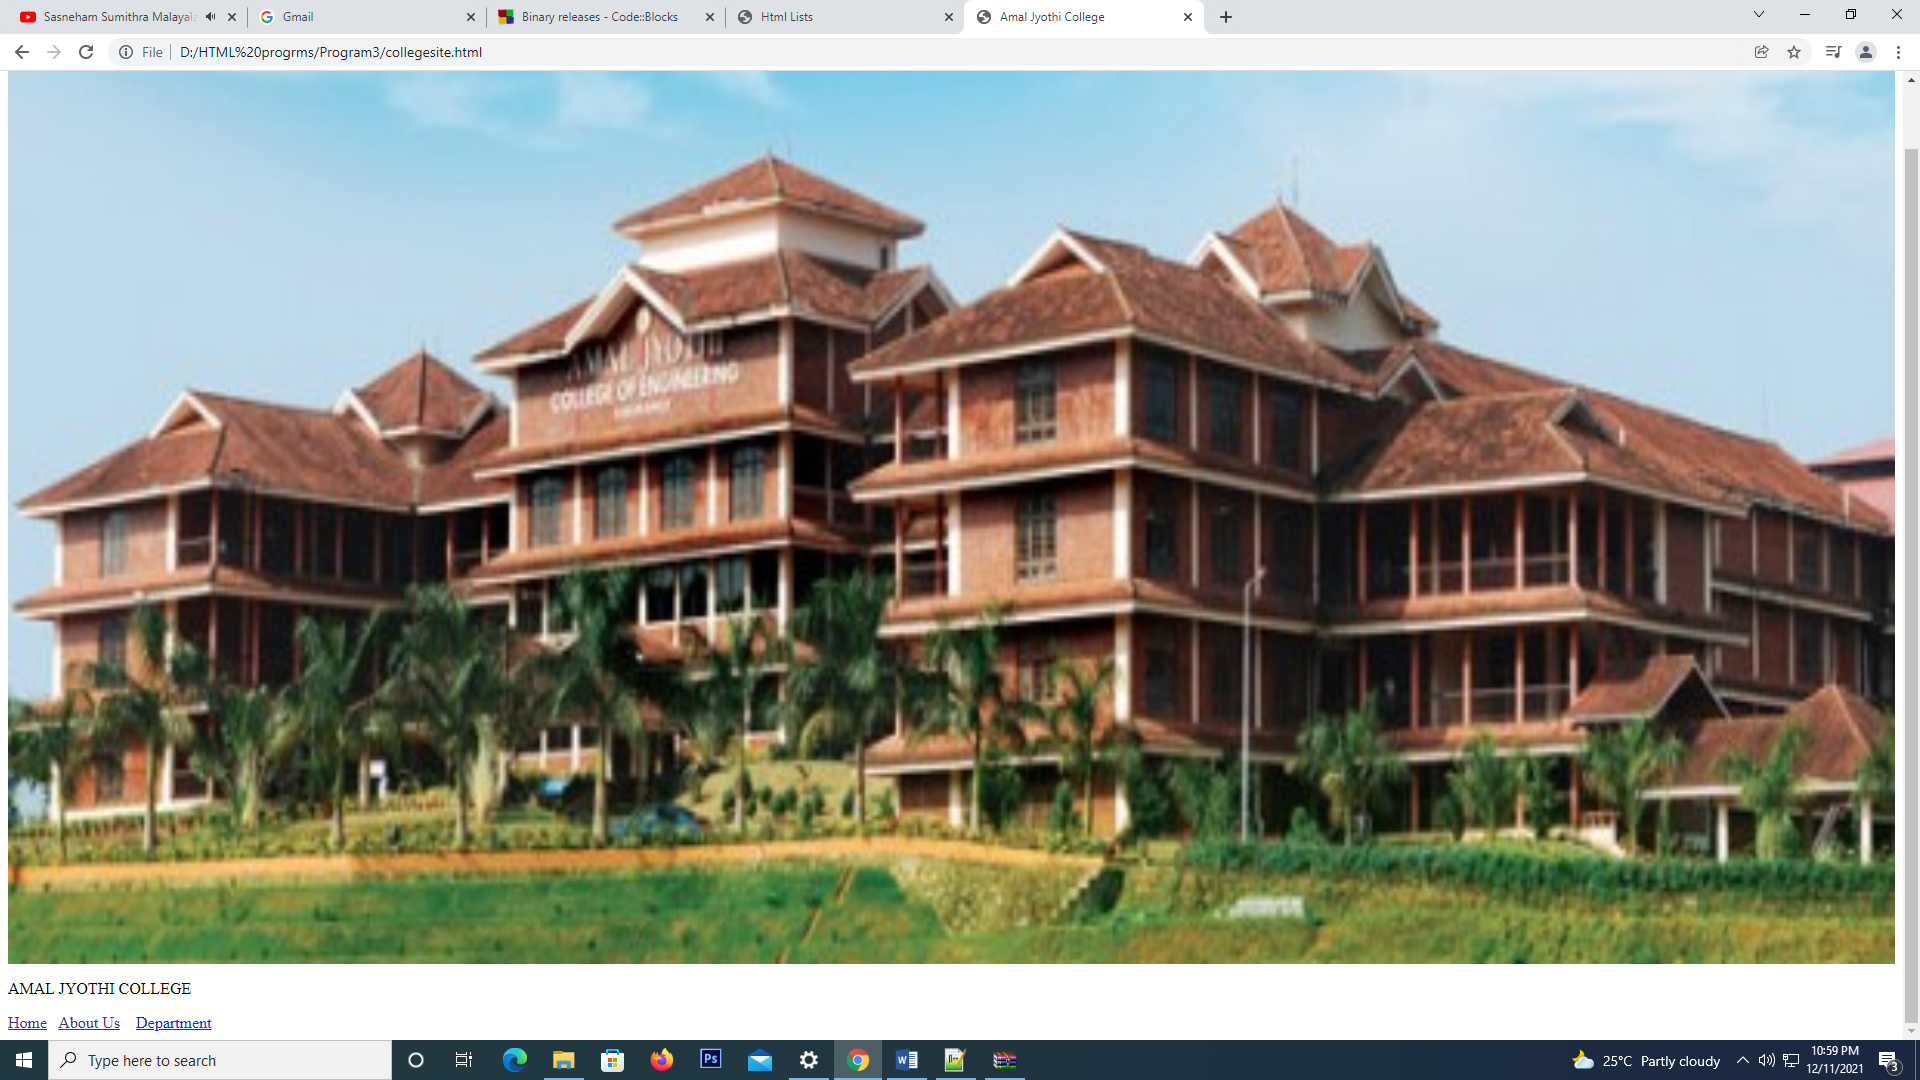 Sasneham Sumithra Malayala
Gmail
Binary releases - Code::Blocks
Html Lists
Amal Jyothi College
File
D:/HTML%20progrms/Program3/collegesite.html
AMAL JYOTHI
COLLEGE OF ENGINEERING
AMAL JYOTHI COLLEGE
Home About Us Department
Type here to search
Ps
25°C Partly cloudy
10:59 PM
12/11/2021
3